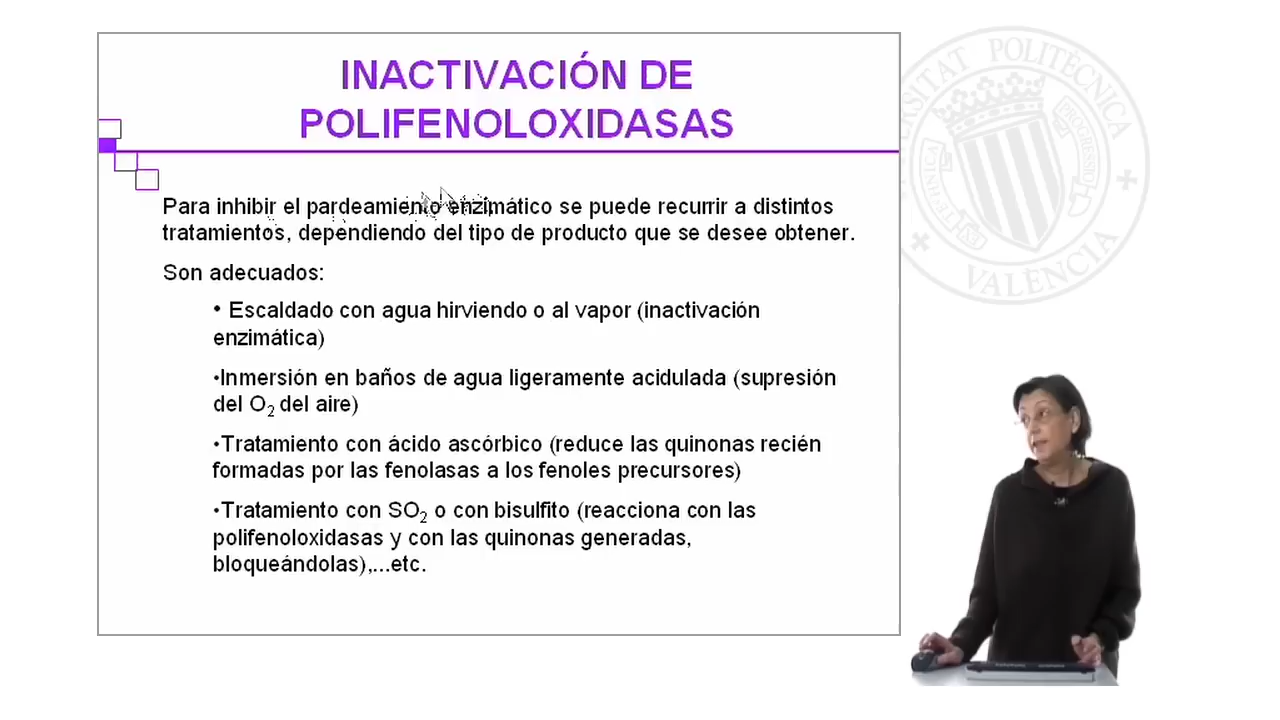 INACTIVACIÓN DE
POLIFENOLOXIDASAS
Para inhibir el pardeamiento enzimático se puede recurrir a distintos
tratamientos, dependiendo del tipo de producto que se desee obtener.
Son adecuados:
• Escaldado con agua hirviendo o al vapor (inactivación
enzimática)
•Inmersión en baños de agua ligeramente acidulada (supresión
del O2 del aire)
•Tratamiento con ácido ascórbico (reduce las quinonas recién
formadas por las fenolasas a los fenoles precursores)
•Tratamiento con SO2 o con bisulfito (reacciona con las
polifenoloxidasas y con las quinonas generadas,
bloqueándolas),...etc.
POLITÈCNICA
VALÈNCIA